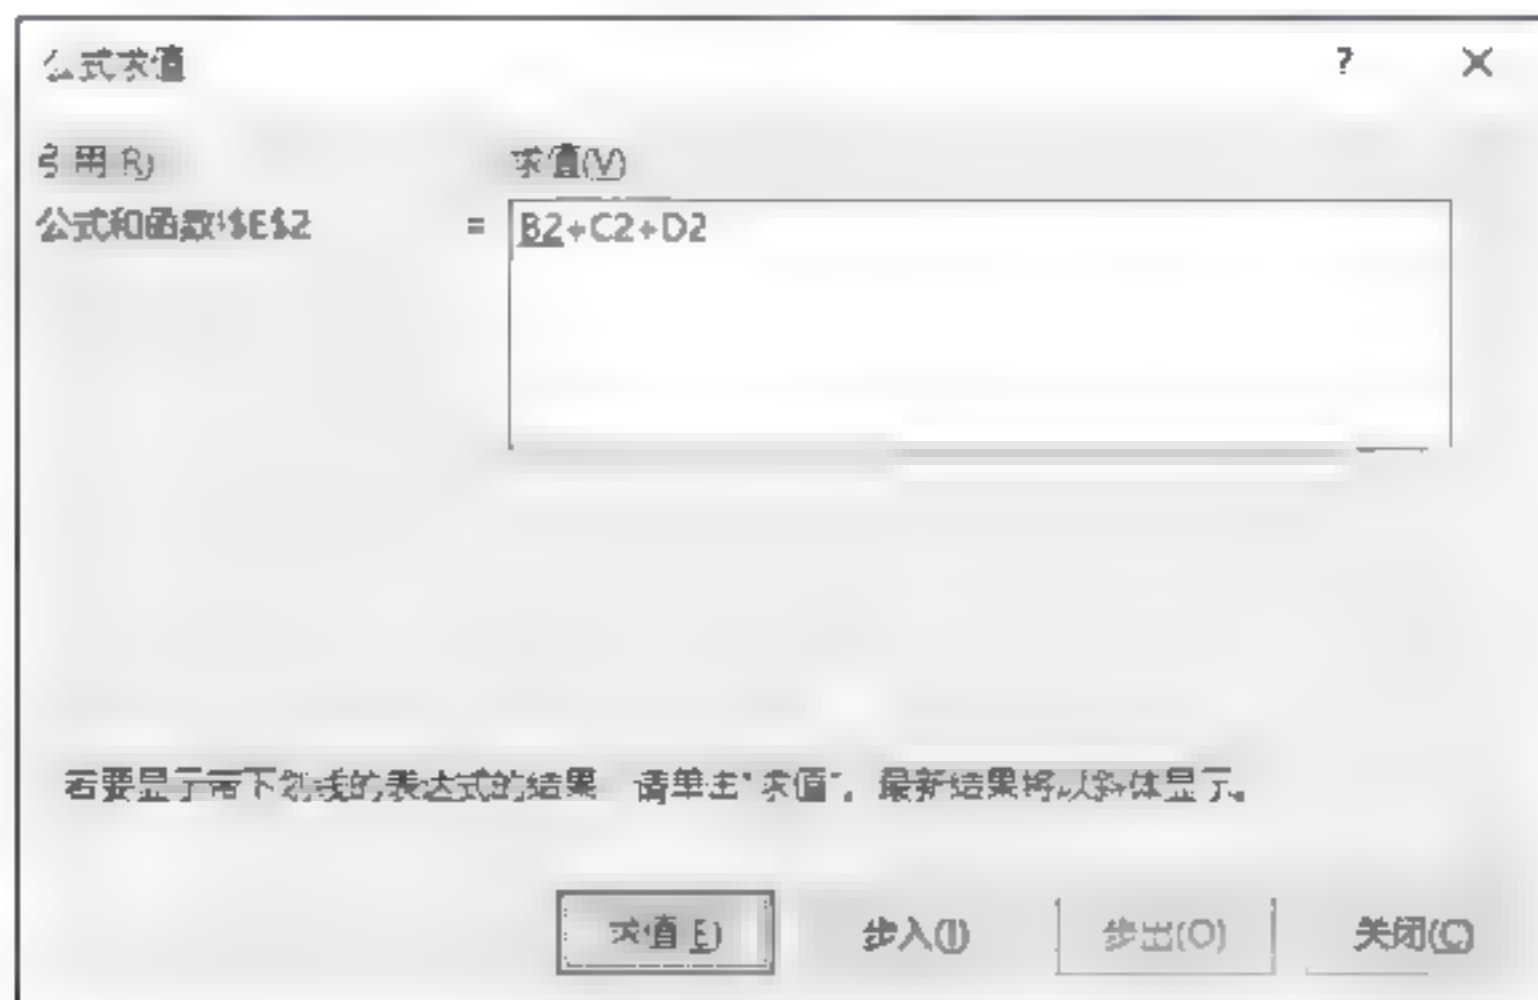 公式求值 ? ×
引用(R) 求值(V)
公式和函数!$E$2 = B2+C2+D2
若要显示带下划线的表达式的结果，请单击"求值"。最新结果将以斜体显示。
求值(E) 步入(I) 步出(O) 关闭(C)